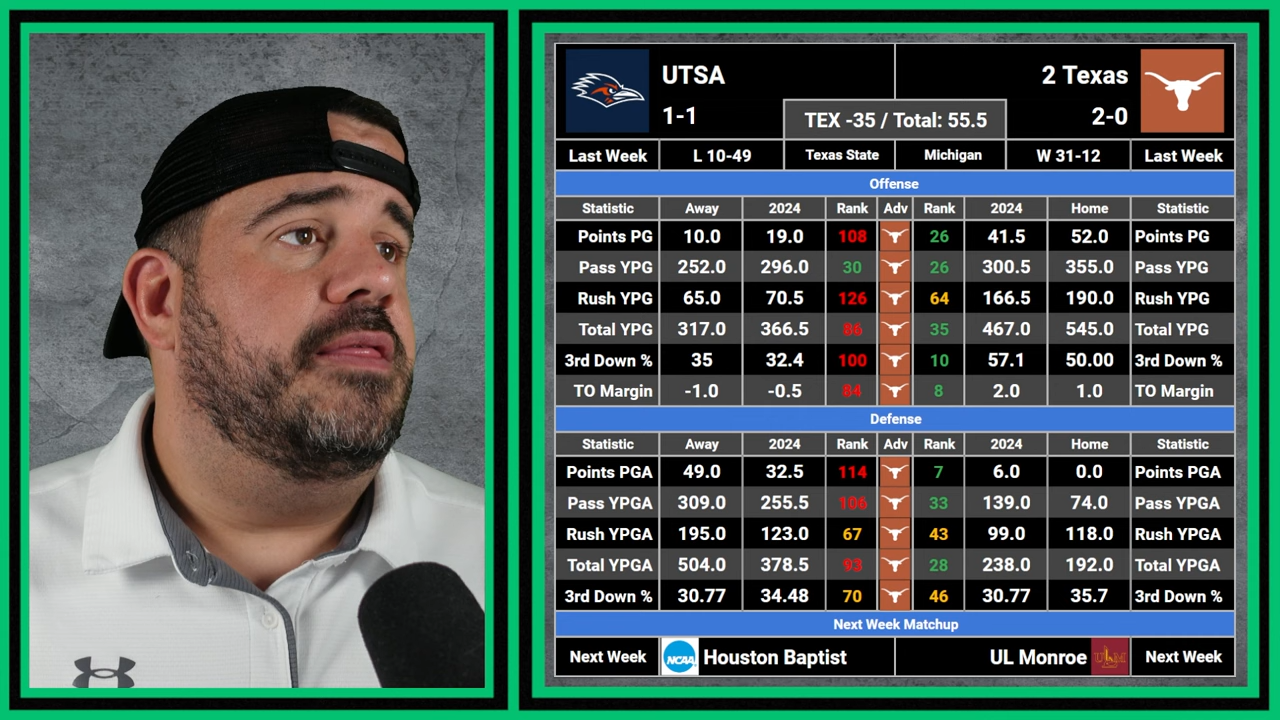 UTSA
2 Texas
1-1
2-0
TEX -35 / Total: 55.5
Last Week L 10-49 Texas State Michigan W 31-12 Last Week
Offense
Statistic Away 2024 Rank Adv Rank 2024 Home Statistic
Points PG 10.0 19.0 108 26 41.5 52.0 Points PG
Pass YPG 252.0 296.0 30 26 300.5 355.0 Pass YPG
Rush YPG 65.0 70.5 126 64 166.5 190.0 Rush YPG
Total YPG 317.0 366.5 86 35 467.0 545.0 Total YPG
3rd Down % 35 32.4 100 10 57.1 50.00 3rd Down %
TO Margin -1.0 -0.5 84 8 2.0 1.0 TO Margin
Defense
Statistic Away 2024 Rank Adv Rank 2024 Home Statistic
Points PGA 49.0 32.5 114 7 6.0 0.0 Points PGA
Pass YPGA 309.0 255.5 106 33 139.0 74.0 Pass YPGA
Rush YPGA 195.0 123.0 67 43 99.0 118.0 Rush YPGA
Total YPGA 504.0 378.5 93 28 238.0 192.0 Total YPGA
3rd Down % 30.77 34.48 70 46 30.77 35.7 3rd Down %
Next Week Matchup
Next Week NCAA Houston Baptist UL Monroe ULM Next Week